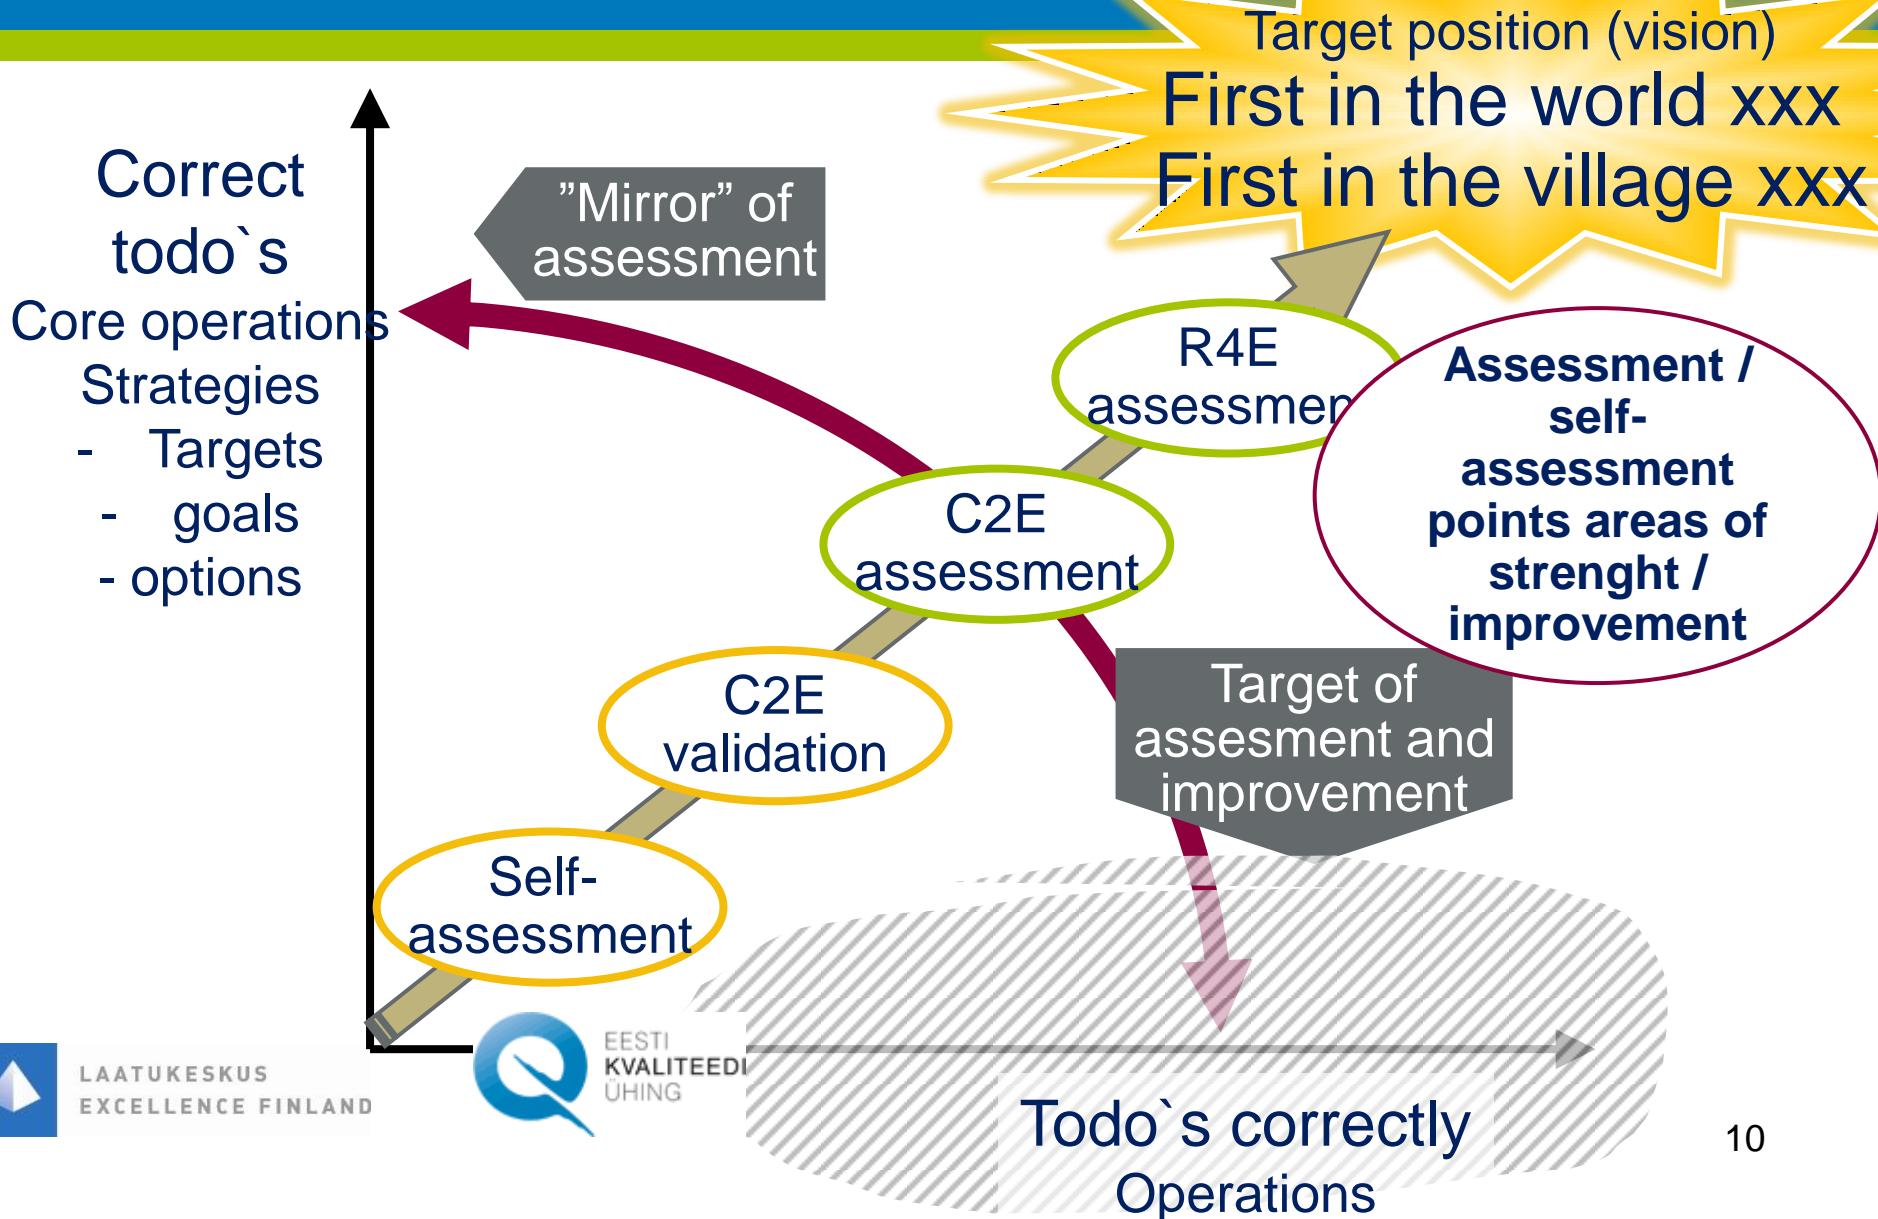 Target position (vision)
First in the world xxx
First in the village xxx
Correct
todo`s
Core operations
Strategies
- Targets
- goals
- options
”Mirror” of
assessment
R4E
assessmen
Assessment /
self-
assessment
points areas of
strenght /
improvement
C2E
assessment
C2E
validation
Target of
assesment and
improvement
Self-
assessment
LAATUKESKUS
EXCELLENCE FINLAND
EESTI
KVALITEEDI
ÜHING
Todo`s correctly
Operations
10